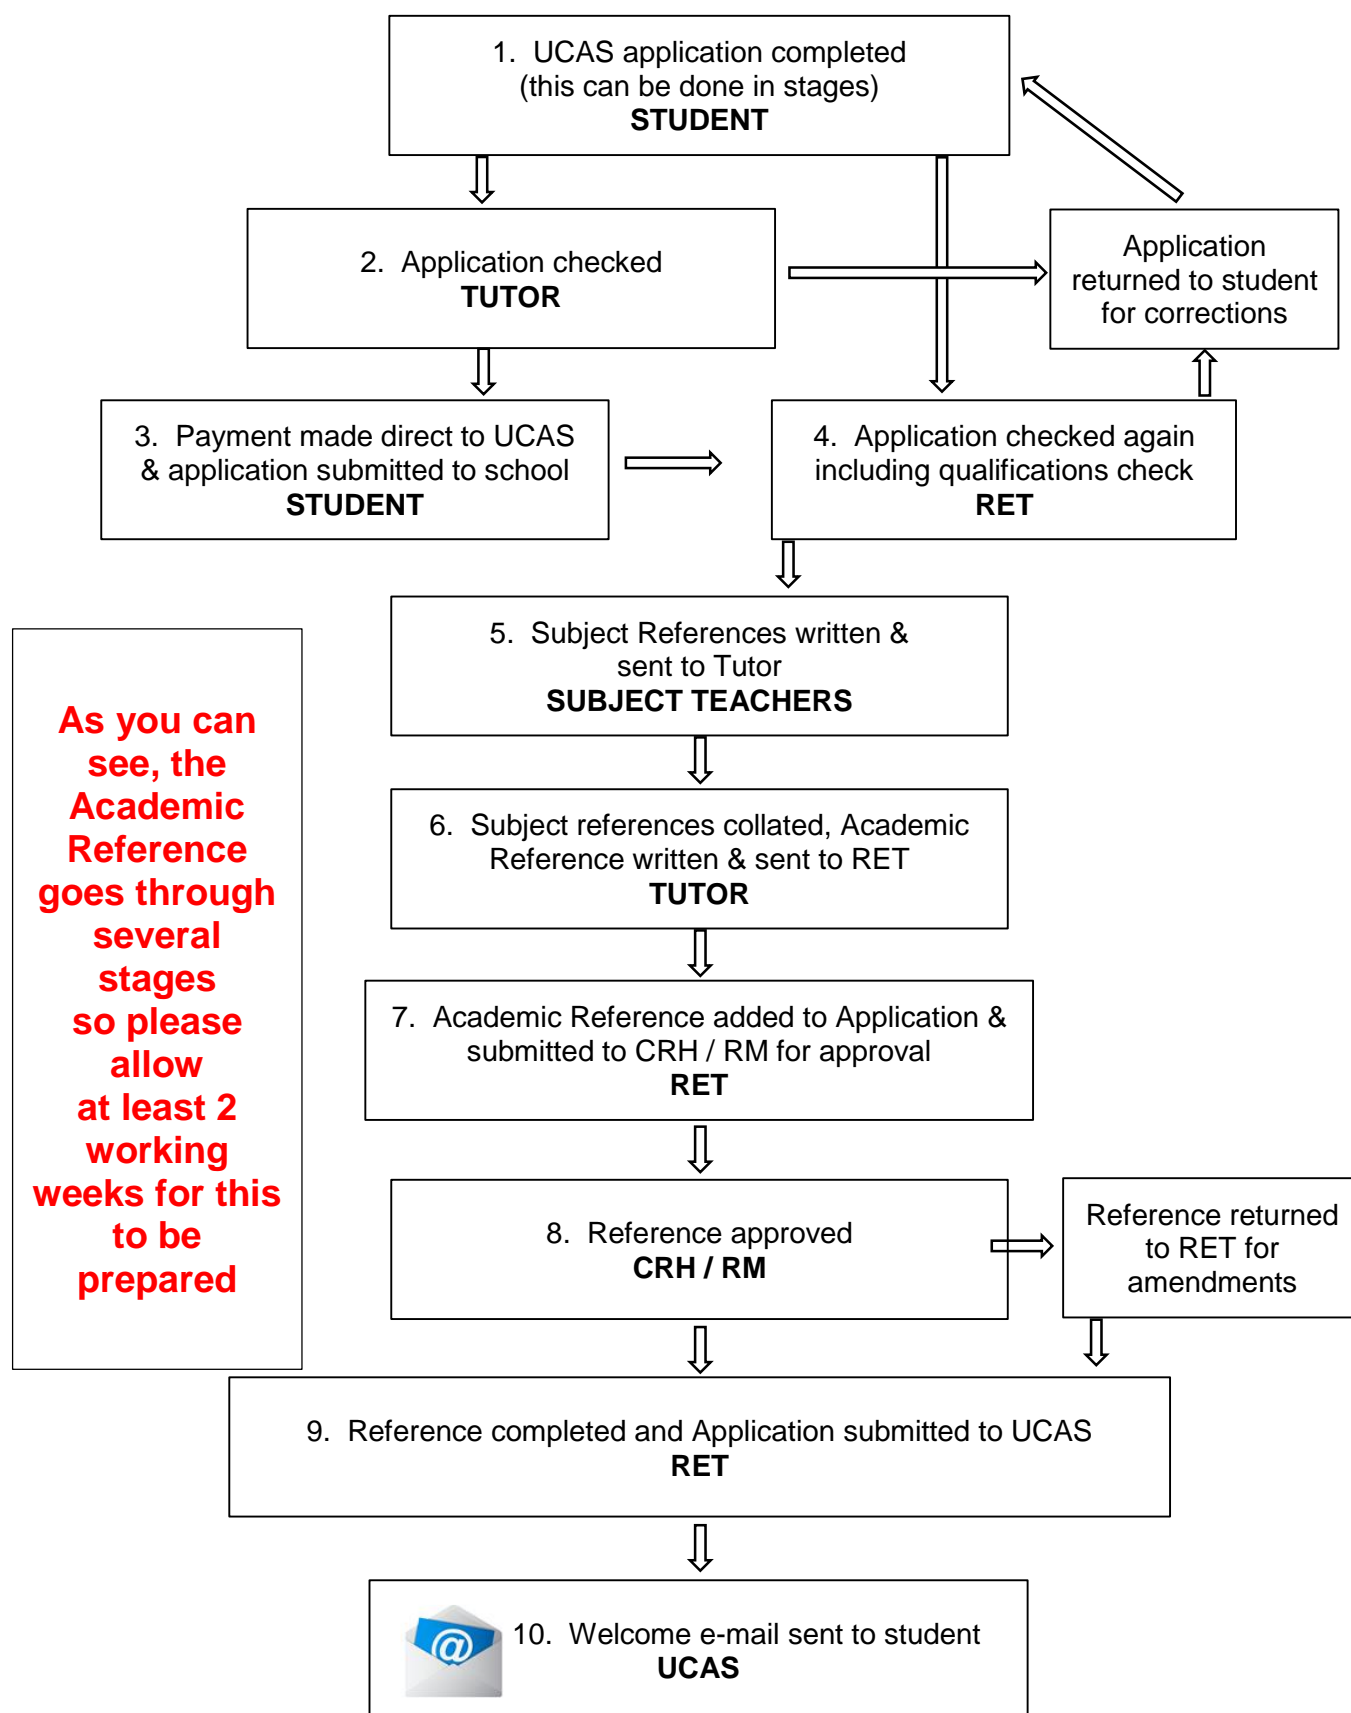 1.  UCAS application completed
(this can be done in stages)
STUDENT
2.  Application checked
TUTOR
Application
returned to student
for corrections
3.  Payment made direct to UCAS
& application submitted to school
STUDENT
4.  Application checked again
including qualifications check
RET
5.  Subject References written &
sent to Tutor
SUBJECT TEACHERS
As you can
see, the
Academic
Reference
goes through
several
stages
so please
allow
at least 2
working
weeks for this
to be
prepared
6.  Subject references collated, Academic
Reference written & sent to RET
TUTOR
7.  Academic Reference added to Application &
submitted to CRH / RM for approval
RET
8.  Reference approved
CRH / RM
Reference returned
to RET for
amendments
9.  Reference completed and Application submitted to UCAS
RET
@
10.  Welcome e-mail sent to student
UCAS